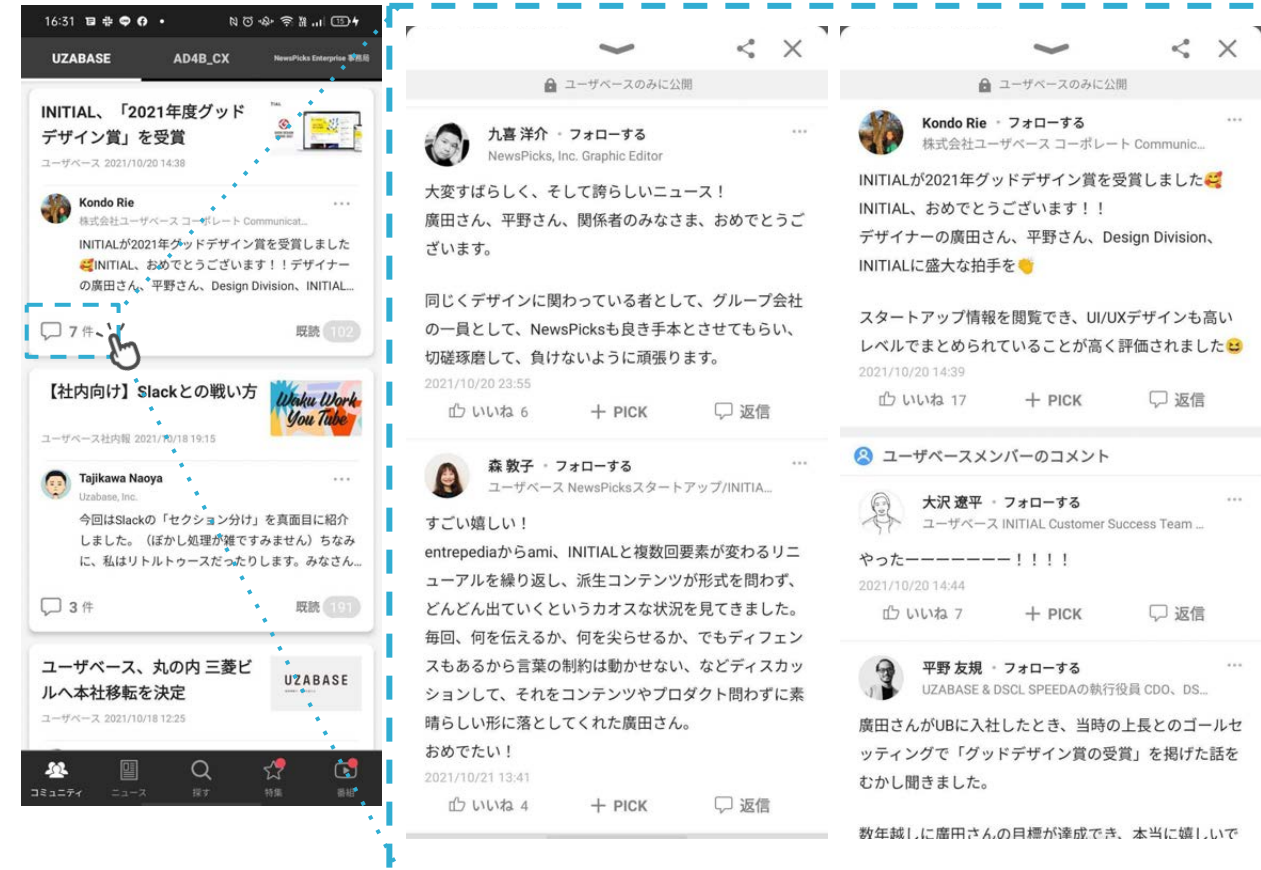 16:31
15
UZABASE
AD4B_CX
NewsPicks Enterprise 事務局
INITIAL、「2021年度グッド
デザイン賞」を受賞
ユーザベース 2021/10/20 14:38
Kondo Rie
株式会社ユーザベース コーポレート Communicat...
INITIALが2021年グッドデザイン賞を受賞しました
🥰INITIAL、おめでとうございます！！デザイナー
の廣田さん、平野さん、Design Division、INITIAL...
7 件
既読 102
【社内向け】Slackとの戦い方
Waku Work
You Tube
ユーザベース社内報 2021/10/18 19:15
Tajikawa Naoya
Uzabase, Inc.
今回はSlackの「セクション分け」を真面目に紹介
しました。（ぼかし処理が雑ですみません）ちなみ
に、私はリトルトゥースだったりします。みなさん...
3 件
既読 191
ユーザベース、丸の内 三菱ビ
ルへ本社移転を決定
UZABASE
ユーザベース 2021/10/18 12:25
コミュニティ
ニュース
探す
特集
番組
ユーザベースのみに公開
九喜 洋介 ・ フォローする
NewsPicks, Inc. Graphic Editor
大変すばらしく、そして誇らしいニュース！
廣田さん、平野さん、関係者のみなさま、おめでとうご
ざいます。
同じくデザインに関わっている者として、グループ会社
の一員として、NewsPicksも良き手本とさせてもらい、
切磋琢磨して、負けないように頑張ります。
2021/10/20 23:55
いいね 6
＋ PICK
返信
森 敦子 ・ フォローする
ユーザベース NewsPicksスタートアップ/INITIA...
すごい嬉しい！
entrepediaからami、INITIALと複数回要素が変わるリニ
ューアルを繰り返し、派生コンテンツが形式を問わず、
どんどん出ていくというカオスな状況を見てきました。
毎回、何を伝えるか、何を尖らせるか、でもディフェン
スもあるから言葉の制約は動かせない、などディスカッ
ションして、それをコンテンツやプロダクト問わずに素
晴らしい形に落としてくれた廣田さん。
おめでたい！
2021/10/21 13:41
いいね 4
＋ PICK
返信
ユーザベースのみに公開
Kondo Rie ・ フォローする
株式会社ユーザベース コーポレート Communic...
INITIALが2021年グッドデザイン賞を受賞しました🥰
INITIAL、おめでとうございます！！
デザイナーの廣田さん、平野さん、Design Division、
INITIALに盛大な拍手を👏
スタートアップ情報を閲覧でき、UI/UXデザインも高い
レベルでまとめられていることが高く評価されました😆
2021/10/20 14:39
いいね 17
＋ PICK
返信
ユーザベースメンバーのコメント
大沢 遼平 ・ フォローする
ユーザベース INITIAL Customer Success Team ...
やったーーーーーーー！！！！
2021/10/20 14:44
いいね 7
＋ PICK
返信
平野 友規 ・ フォローする
UZABASE & DSCL SPEEDAの執行役員 CDO、DS...
廣田さんがUBに入社したとき、当時の上長とのゴールセ
ッティングで「グッドデザイン賞の受賞」を掲げた話を
むかし聞きました。
数年越しに廣田さんの目標が達成でき、本当に嬉しいで